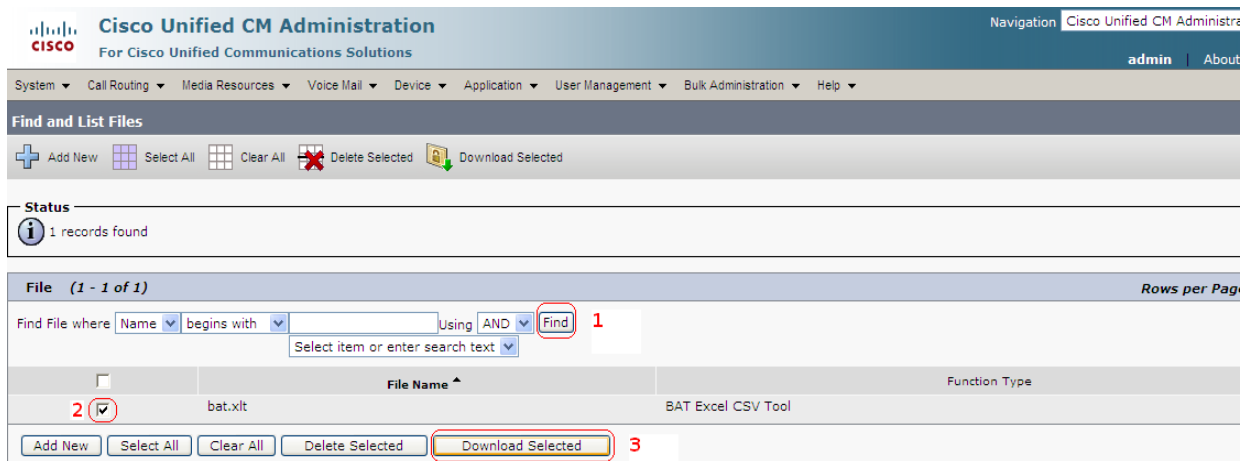 Cisco Unified CM Administration
For Cisco Unified Communications Solutions
CISCO
Navigation Cisco Unified CM Administra
admin | About
System Call Routing Media Resources Voice Mail Device Application User Management Bulk Administration Help
Find and List Files
Add New Select All Clear All Delete Selected Download Selected
Status
i 1 records found
File (1 - 1 of 1) Rows per Page
Find File where Name begins with Using AND Find 1
Select item or enter search text
File Name Function Type
2 bat.xlt BAT Excel CSV Tool
Add New Select All Clear All Delete Selected Download Selected 3